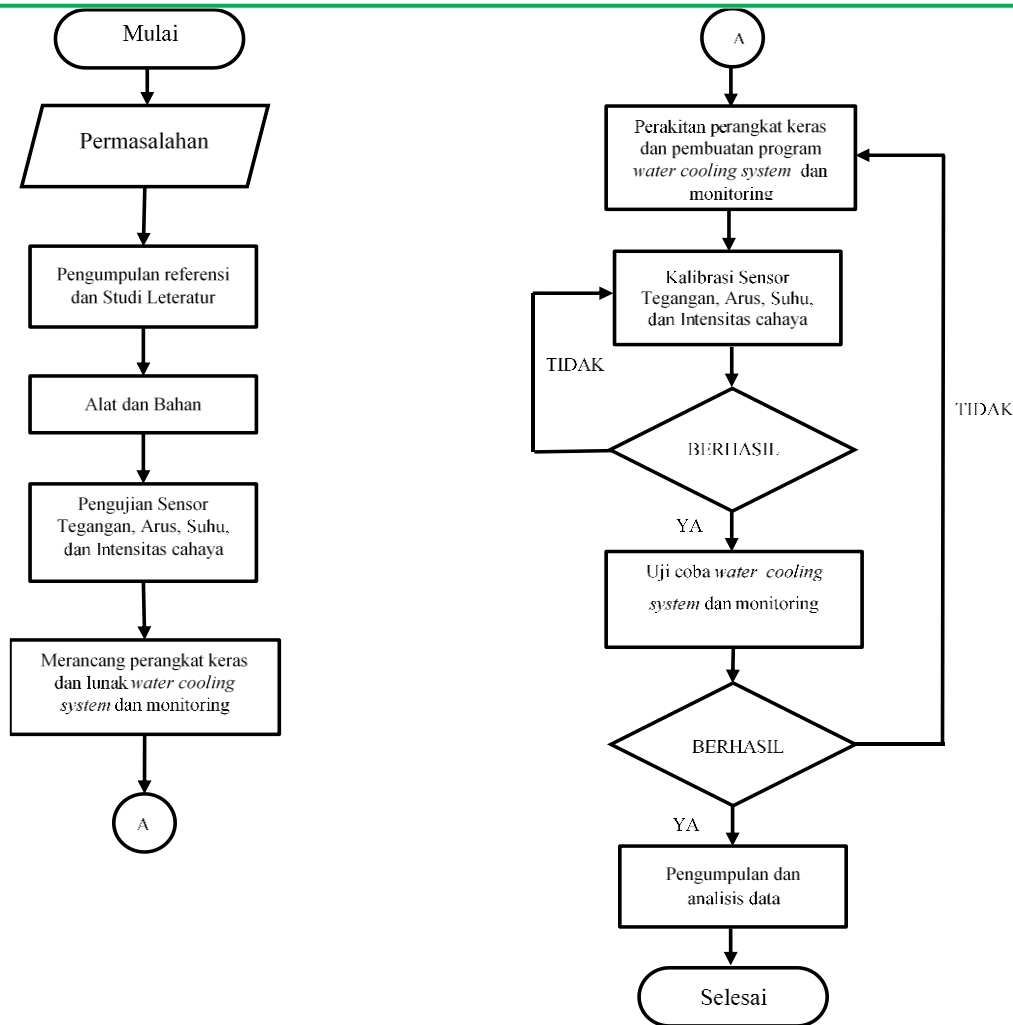 Mulai
Permasalahan
Pengumpulan referensi
dan Studi Leteratur
Alat dan Bahan
Pengujian Sensor
Tegangan, Arus, Suhu,
dan Intensitas cahaya
Merancang perangkat keras
dan lunak water cooling
system dan monitoring
A
A
Perakitan perangkat keras
dan pembuatan program
water cooling system dan
monitoring
Kalibrasi Sensor
Tegangan, Arus, Suhu,
dan Intensitas cahaya
TIDAK
BERHASIL
TIDAK
YA
Uji coba water cooling
system dan monitoring
BERHASIL
YA
Pengumpulan dan
analisis data
Selesai